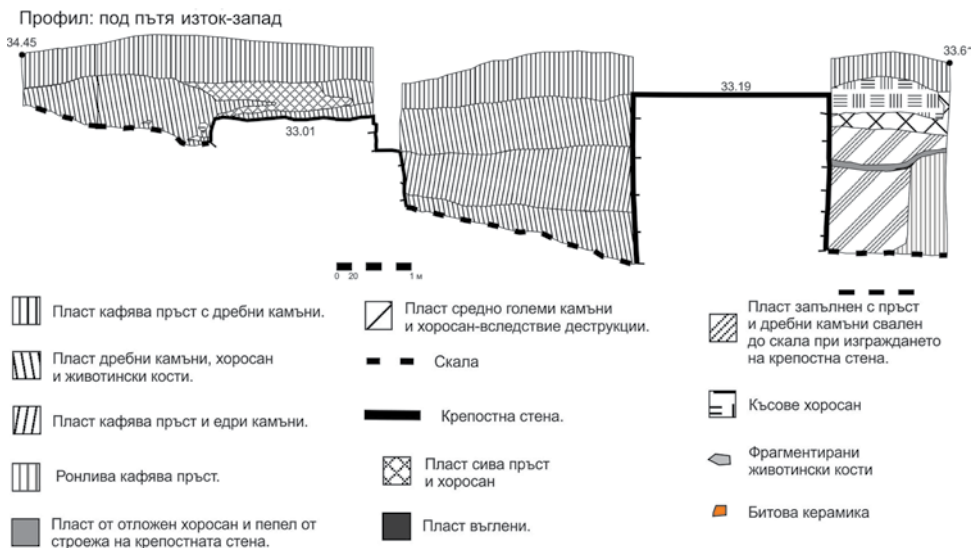 Профил: под пътя изток-запад
34.45
33.01
33.19
33.61
0 20 1 м
Пласт кафява пръст с дребни камъни.
Пласт дребни камъни, хоросан
и животински кости.
Пласт кафява пръст и едри камъни.
Ронлива кафява пръст.
Пласт от отложен хоросан и пепел от
строежа на крепостната стена.
Пласт средно големи камъни
и хоросан-вследствие деструкции.
Скала
Крепостна стена.
Пласт сива пръст
и хоросан
Пласт въглени.
Пласт запълнен с пръст
и дребни камъни свален
до скала при изграждането
на крепостна стена.
Късове хоросан
Фрагментирани
животински кости
Битова керамика